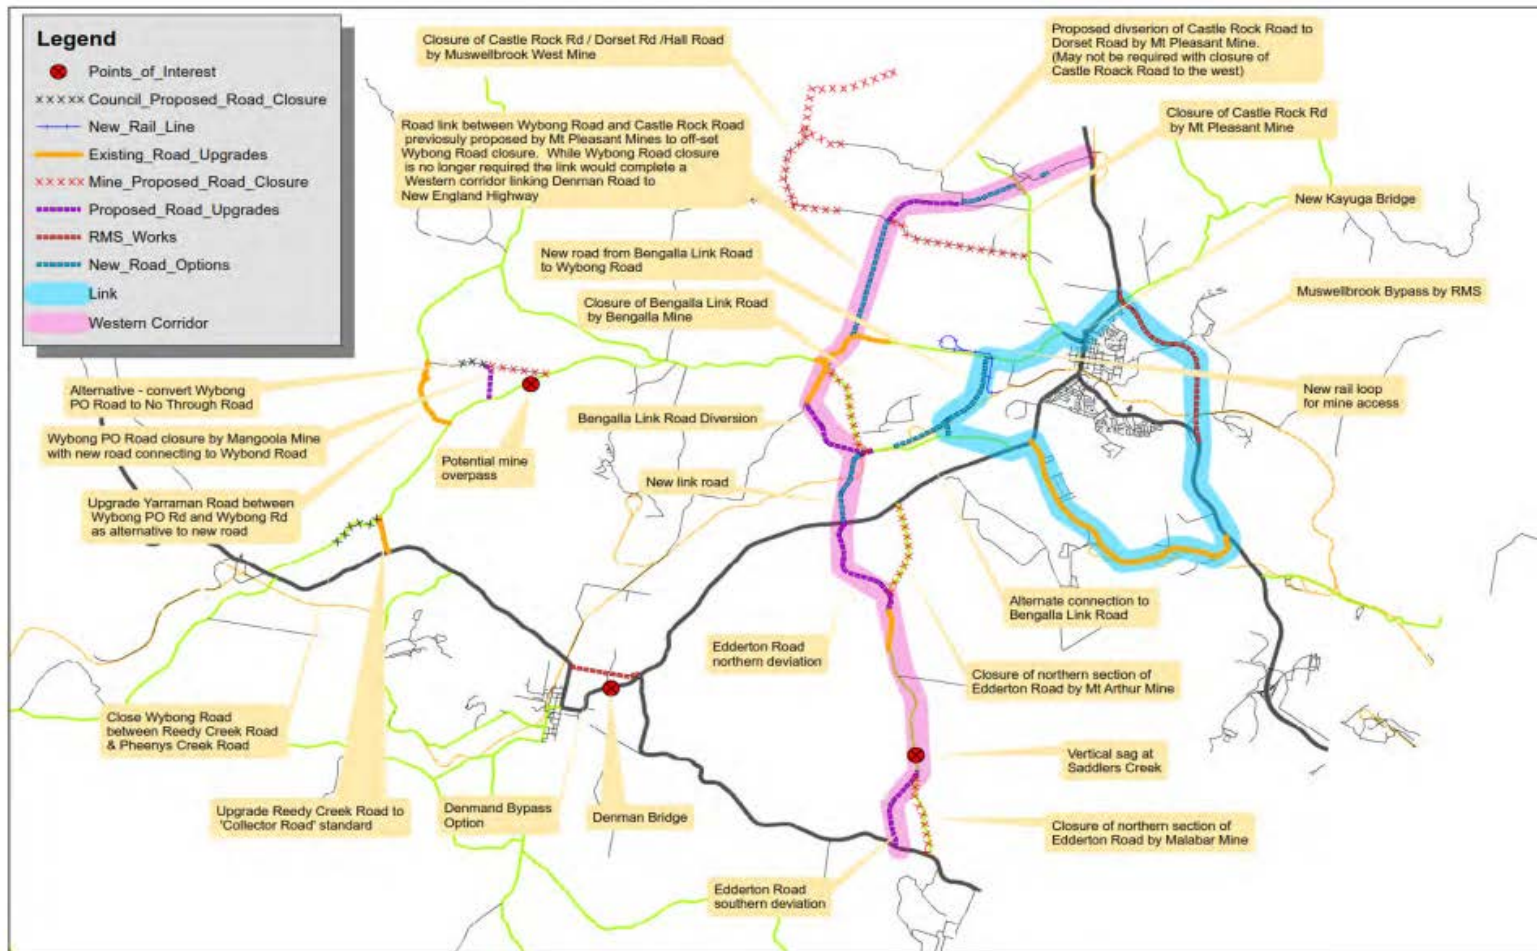 Legend
Points_of_Interest
Council_Proposed_Road_Closure
New_Rail_Line
Existing_Road_Upgrades
Mine_Proposed_Road_Closure
Proposed_Road_Upgrades
RMS_Works
New_Road_Options
Link
Western Corridor
Closure of Castle Rock Rd / Dorset Rd /Hall Road
by Muswellbrook West Mine
Proposed divserion of Castle Rock Road to
Dorset Road by Mt Pleasant Mine.
(May not be required with closure of
Castle Roack Road to the west)
Road link between Wybong Road and Castle Rock Road
previosuly proposed by Mt Pleasant Mines to off-set
Wybong Road closure. While Wybong Road closure
is no longer required the link would complete a
Western corridor linking Denman Road to
New England Highway
Closure of Castle Rock Rd
by Mt Pleasant Mine
New Kayuga Bridge
New road from Bengalla Link Road
to Wybong Road
Closure of Bengalla Link Road
by Bengalla Mine
Muswellbrook Bypass by RMS
Alternative - convert Wybong
PO Road to No Through Road
New rail loop
for mine access
Bengalla Link Road Diversion
Wybong PO Road closure by Mangoola Mine
with new road connecting to Wybond Road
Potential mine
overpass
New link road
Upgrade Yarraman Road between
Wybong PO Rd and Wybong Rd
as alternative to new road
Alternate connection to
Bengalla Link Road
Edderton Road
northern deviation
Closure of northern section of
Edderton Road by Mt Arthur Mine
Close Wybong Road
between Reedy Creek Road
& Pheenys Creek Road
Vertical sag at
Saddlers Creek
Upgrade Reedy Creek Road to
'Collector Road' standard
Denmand Bypass
Option
Denman Bridge
Closure of northern section of
Edderton Road by Malabar Mine
Edderton Road
southern deviation